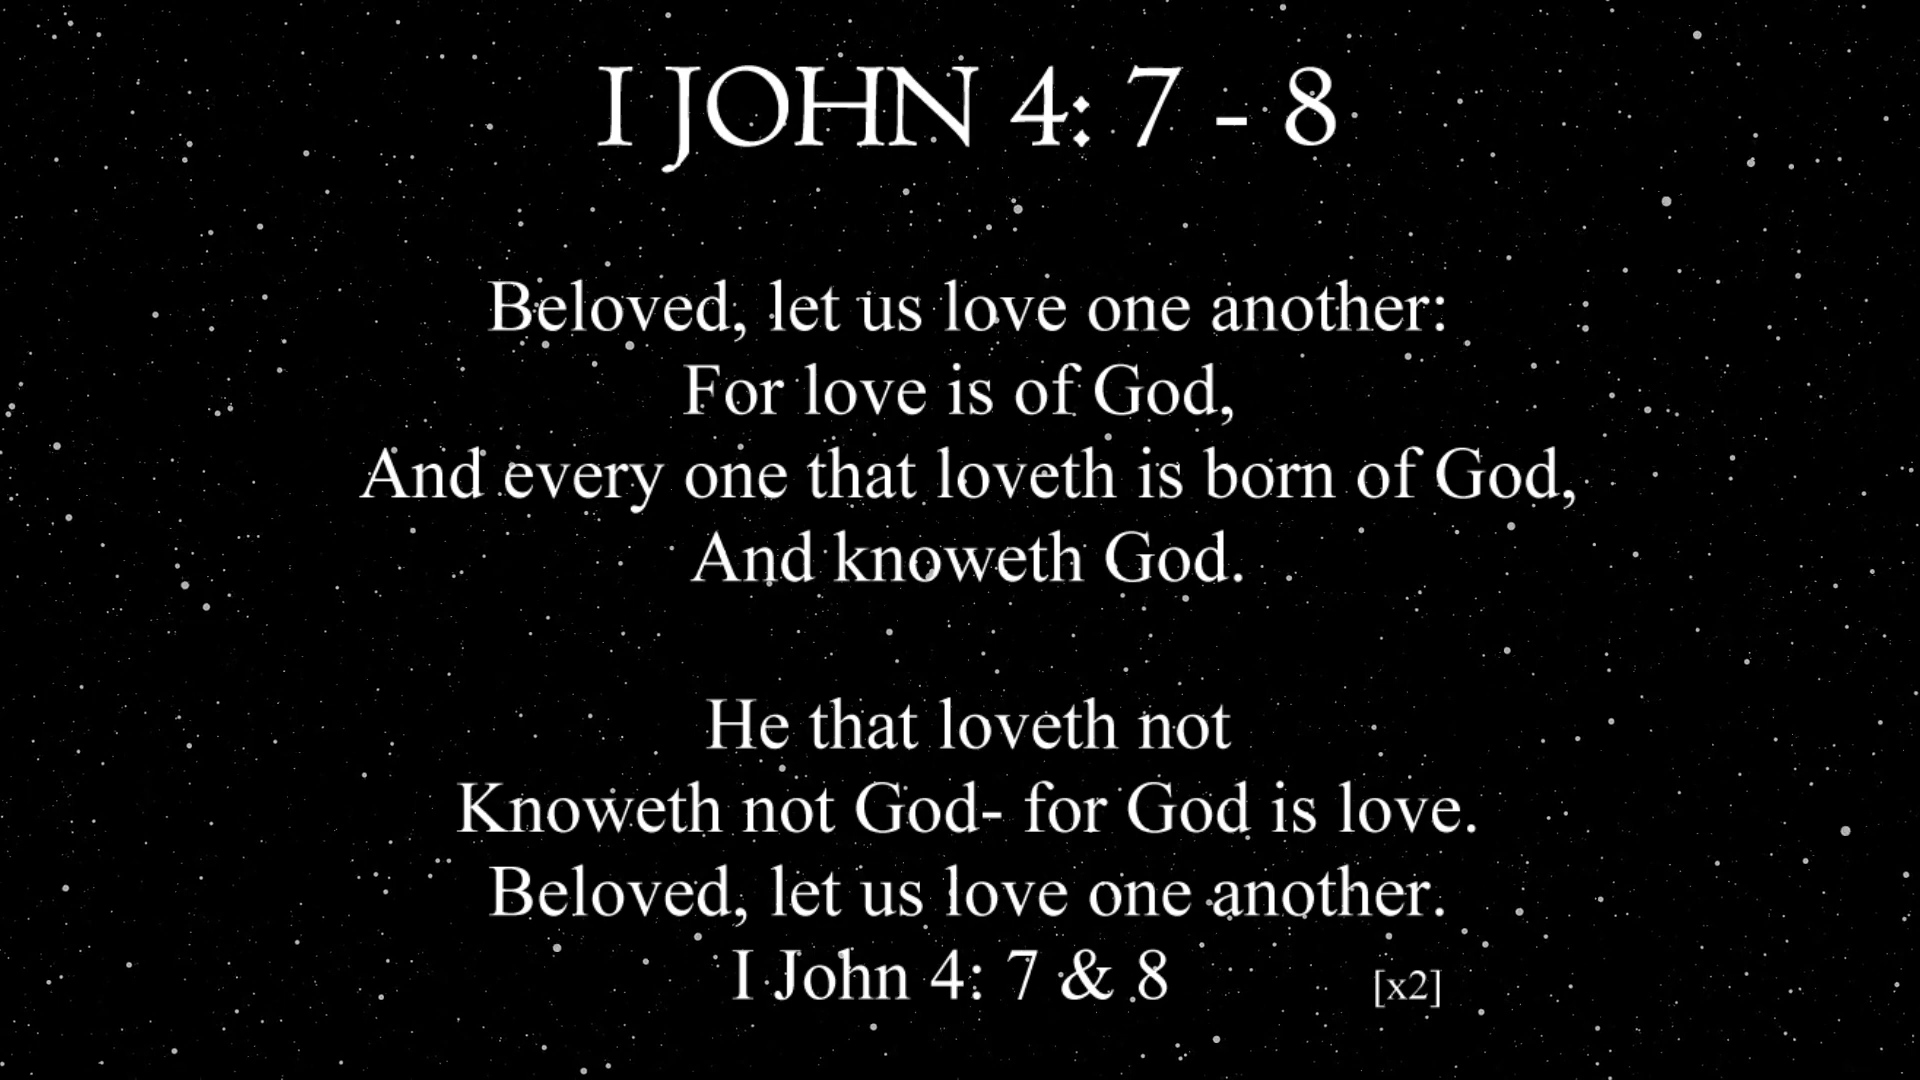 I JOHN 4: 7 - 8
Beloved, let us love one another:
For love is of God,
And every one that loveth is born of God,
And knoweth God.
He that loveth not
Knoweth not God- for God is love.
Beloved, let us love one another.
I John 4: 7 & 8 [x2]